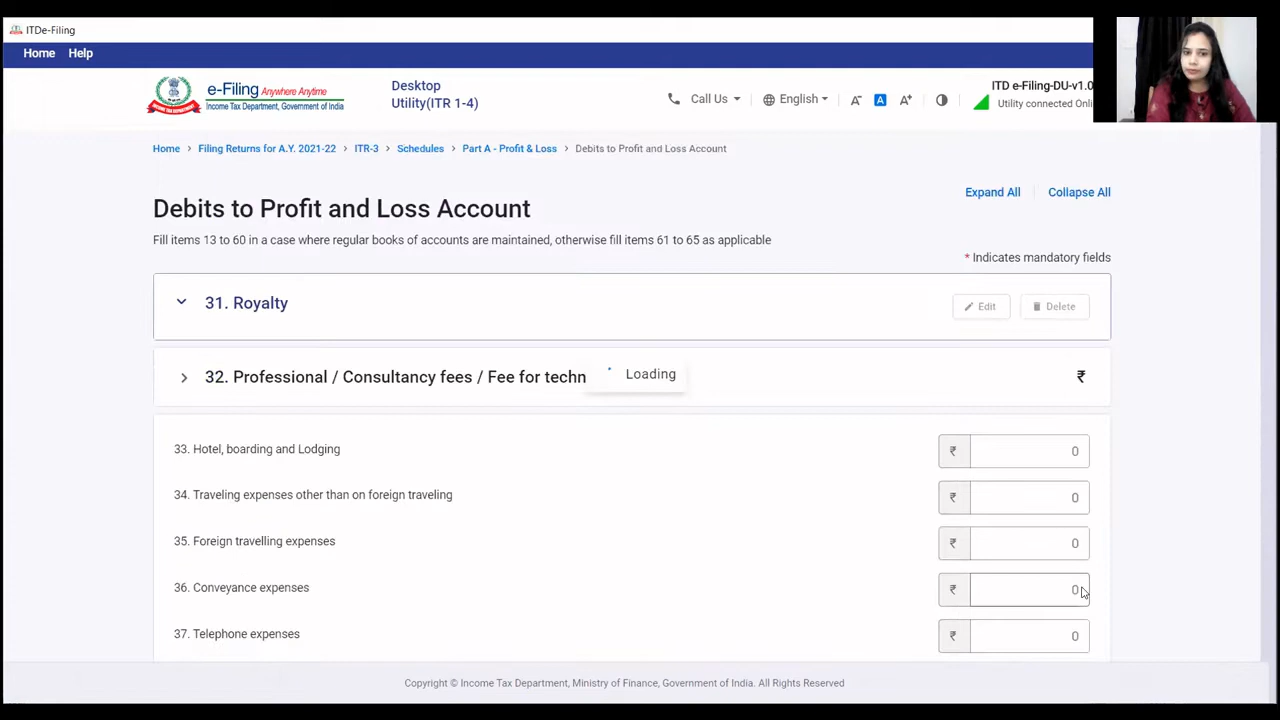 ITDe-Filing
Home Help
e-Filing Anywhere Anytime
Income Tax Department, Government of India
Desktop
Utility(ITR 1-4)
Call Us
English
A-
A
A+
ITD e-Filing-DU-v1.0
Utility connected Onli
Home > Filing Returns for A.Y. 2021-22 > ITR-3 > Schedules > Part A - Profit & Loss > Debits to Profit and Loss Account
Expand All Collapse All
Debits to Profit and Loss Account
Fill items 13 to 60 in a case where regular books of accounts are maintained, otherwise fill items 61 to 65 as applicable
* Indicates mandatory fields
31. Royalty Edit Delete
32. Professional / Consultancy fees / Fee for techn ₹
Loading
33. Hotel, boarding and Lodging ₹ 0
34. Traveling expenses other than on foreign traveling ₹ 0
35. Foreign travelling expenses ₹ 0
36. Conveyance expenses ₹ 0
37. Telephone expenses ₹ 0
Copyright © Income Tax Department, Ministry of Finance, Government of India. All Rights Reserved